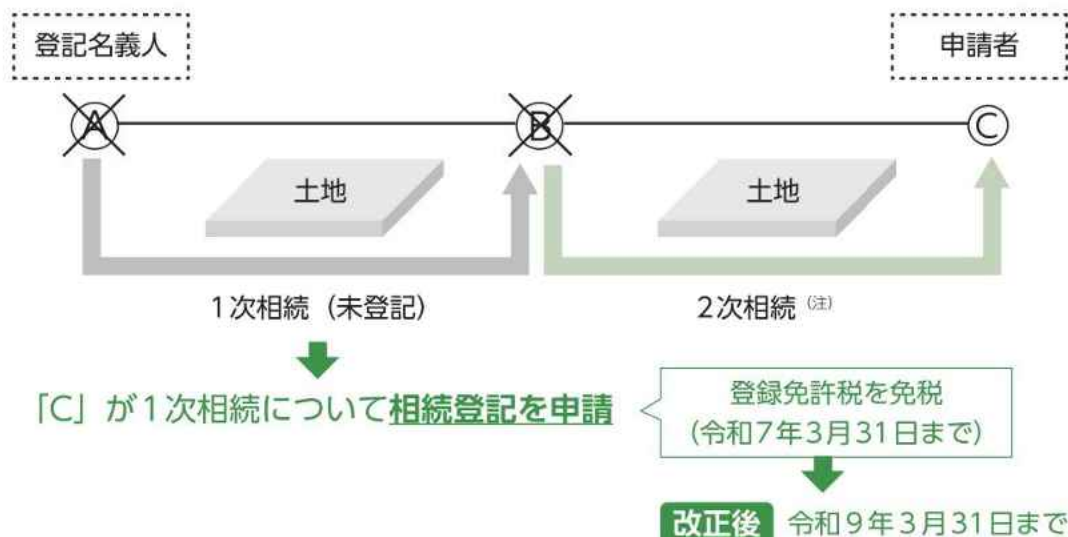 登記名義人
申請者
A
B
C
土地
土地
1次相続（未登記）
2次相続（注）
「C」が1次相続について相続登記を申請
登録免許税を免税
（令和7年3月31日まで）
改正後 令和9年3月31日まで